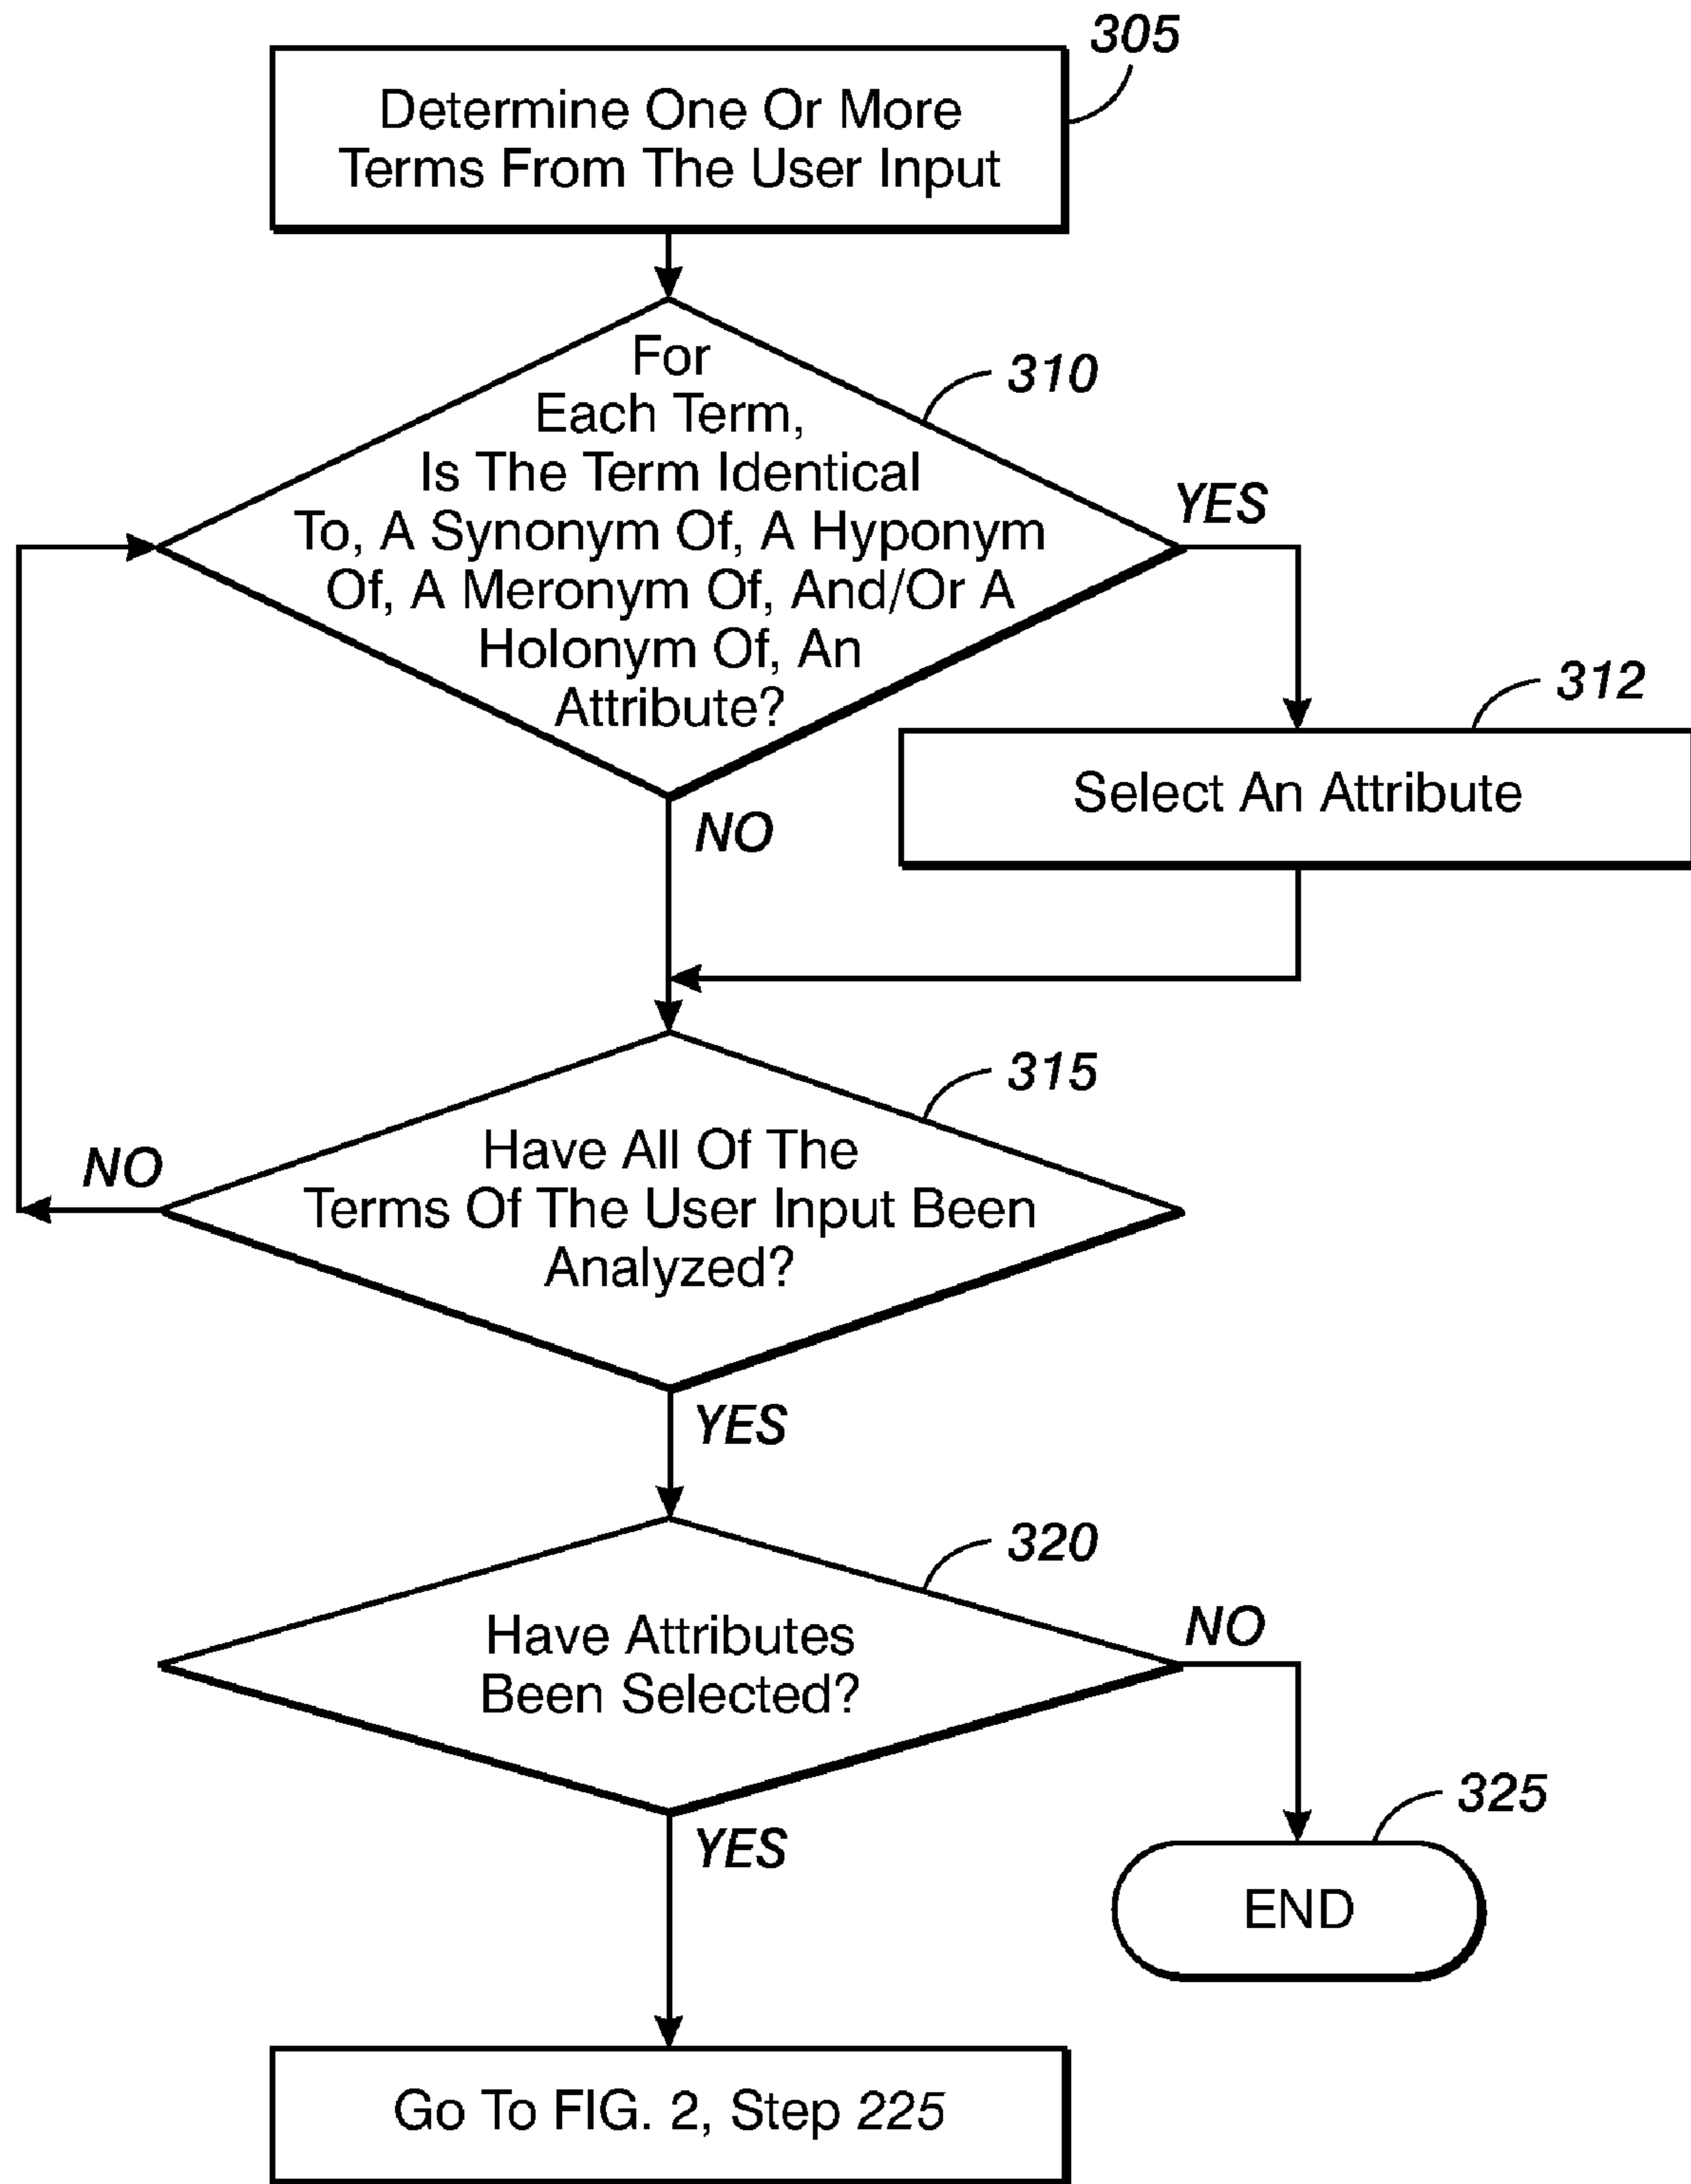 305
Determine One Or More
Terms From The User Input
For
Each Term,
Is The Term Identical
To, A Synonym Of, A Hyponym
Of, A Meronym Of, And/Or A
Holonym Of, An
Attribute?
310
YES
312
Select An Attribute
NO
315
Have All Of The
Terms Of The User Input Been
Analyzed?
NO
YES
320
Have Attributes
Been Selected?
NO
325
YES
END
Go To FIG. 2, Step 225